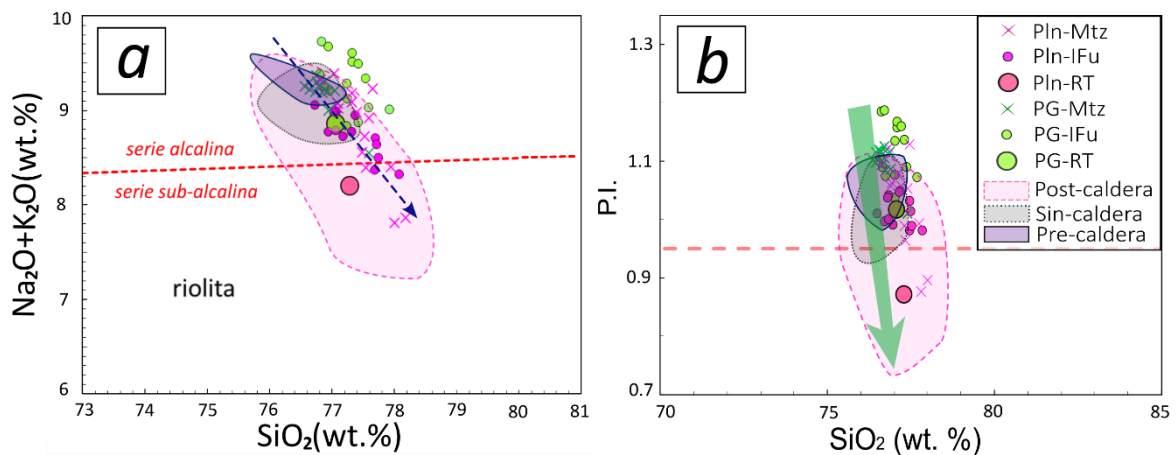 a
10
9
8
7
6
Na₂O+K₂O(wt.%)
serie alcalina
serie sub-alcalina
riolita
73
74
75
76
77
78
79
80
81
SiO₂(wt.%)
b
1.3
1.1
0.9
0.7
P.I.
70
75
80
85
SiO₂ (wt. %)
Pln-Mtz
Pln-IFu
Pln-RT
PG-Mtz
PG-IFu
PG-RT
Post-caldera
Sin-caldera
Pre-caldera